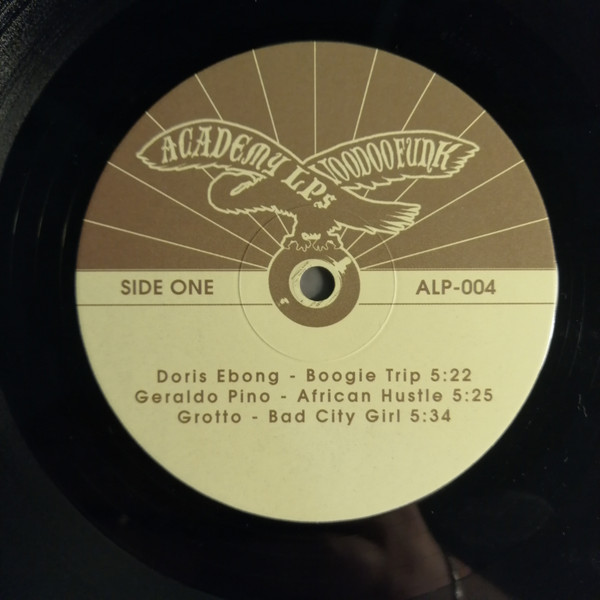 ACADEMY LPs VOODOOFUNK
SIDE ONE ALP-004
Doris Ebong - Boogie Trip 5:22
Geraldo Pino - African Hustle 5:25
Grotto - Bad City Girl 5:34